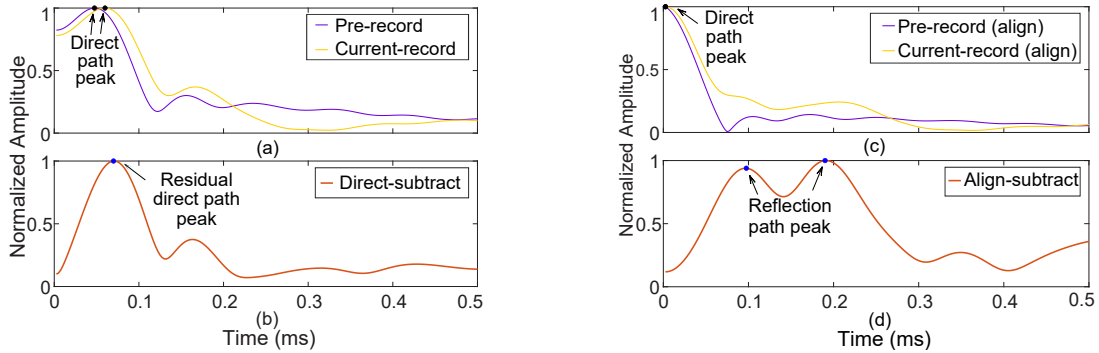 Normalized Amplitude
1
0.5
0
Direct
path
peak
Pre-record
Current-record
(a)
1
0.5
0
Residual
direct path
peak
Direct-subtract
0
0.1
0.2
0.3
0.4
0.5
(b)
Time (ms)
Normalized Amplitude
1
0.5
0
Direct
path
peak
Pre-record (align)
Current-record (align)
(c)
1
0.5
0
Reflection
path peak
Align-subtract
0
0.1
0.2
0.3
0.4
0.5
(d)
Time (ms)